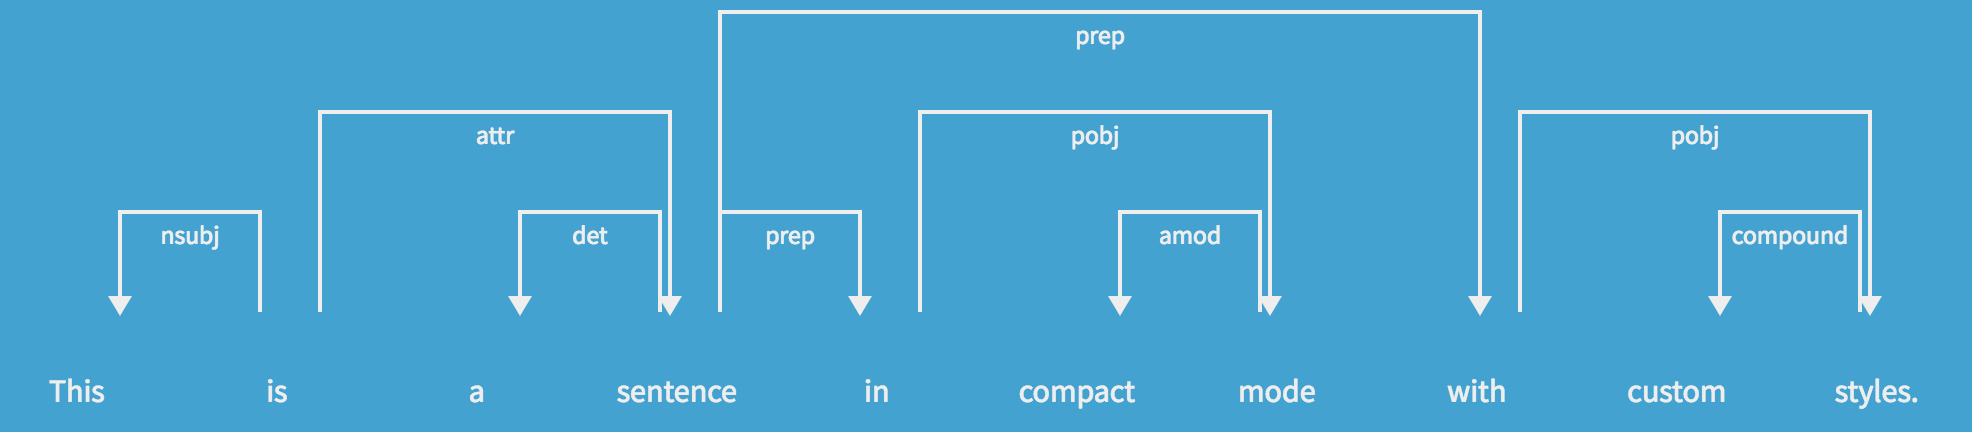 prep
attr pobj pobj
nsubj det prep amod compound
This is a sentence in compact mode with custom styles.